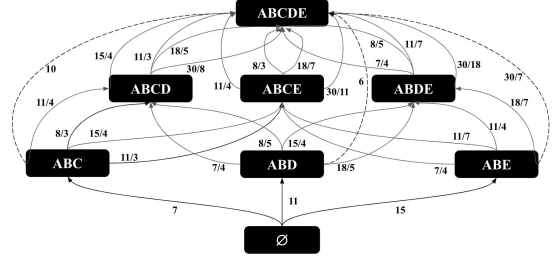 ABCDE
10 15/4 11/3 18/5 8/5 11/7
11/4 30/8 11/4 8/3 18/7 30/11 6 7/4 30/18 30/7
ABCD ABCE ABDE
8/3 15/4 11/3 8/5 15/4 11/7 11/4 18/7
ABC ABD ABE
7/4 18/5 7/4
7 11 15
∅